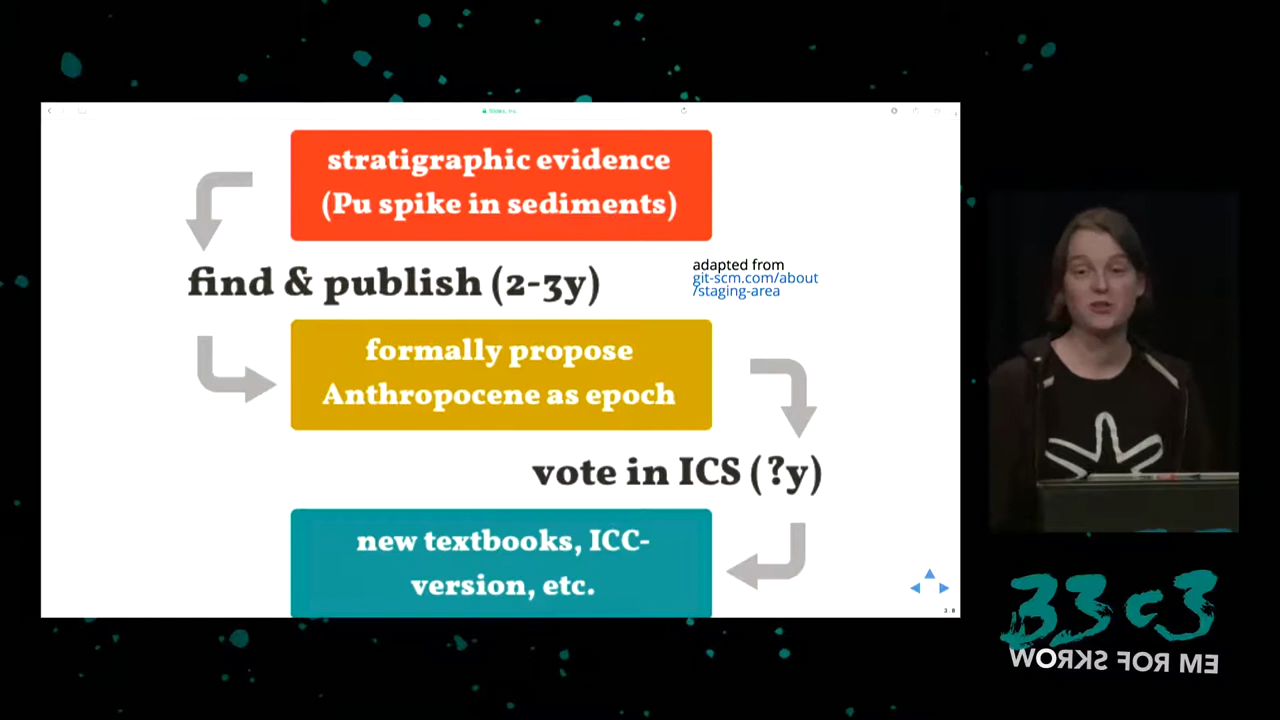 stratigraphic evidence
(Pu spike in sediments)
find & publish (2-3y)
adapted from
git-scm.com/about
/staging-area
formally propose
Anthropocene as epoch
vote in ICS (?y)
new textbooks, ICC-
version, etc.
33c3
WORKS FOR ME